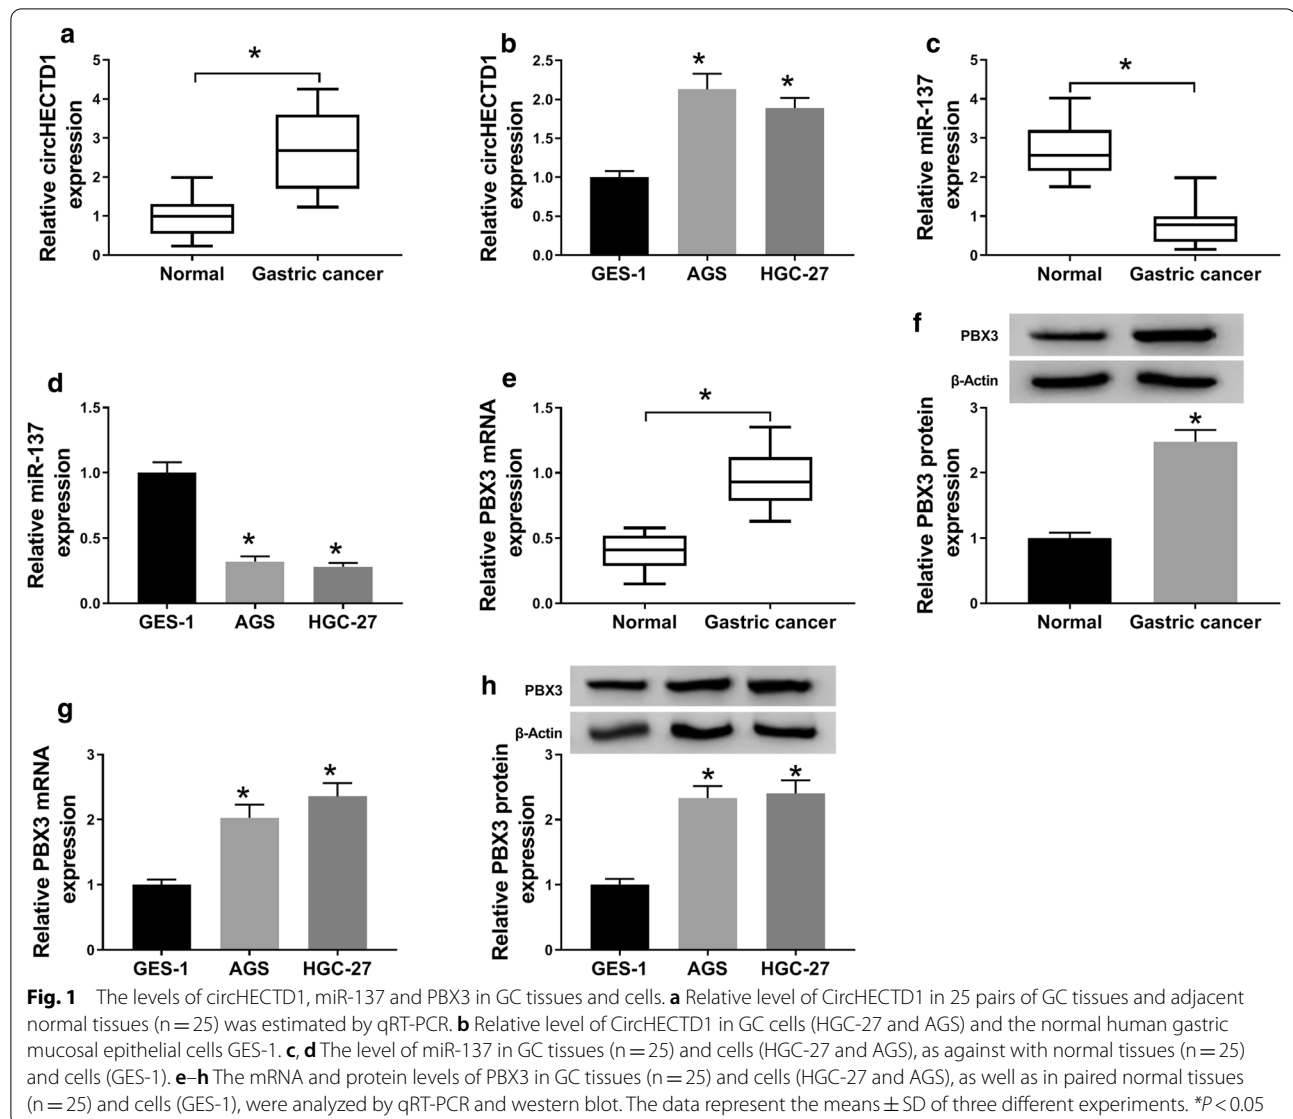 a
Relative circHECTD1
expression
5
4
3
2
1
0
*
Normal
Gastric cancer
b
Relative circHECTD1
expression
2.5
2.0
1.5
1.0
0.5
0.0
*
*
GES-1
AGS
HGC-27
c
Relative miR-137
expression
5
4
3
2
1
0
*
Normal
Gastric cancer
d
Relative miR-137
expression
1.5
1.0
0.5
0.0
*
*
GES-1
AGS
HGC-27
e
Relative PBX3 mRNA
expression
1.5
1.0
0.5
0.0
*
Normal
Gastric cancer
f
PBX3
β-Actin
Relative PBX3 protein
expression
3
2
1
0
*
Normal
Gastric cancer
g
Relative PBX3 mRNA
expression
3
2
1
0
*
*
GES-1
AGS
HGC-27
h
PBX3
β-Actin
Relative PBX3 protein
expression
3
2
1
0
*
*
GES-1
AGS
HGC-27
Fig. 1 The levels of circHECTD1, miR-137 and PBX3 in GC tissues and cells. a Relative level of CircHECTD1 in 25 pairs of GC tissues and adjacent
normal tissues (n = 25) was estimated by qRT-PCR. b Relative level of CircHECTD1 in GC cells (HGC-27 and AGS) and the normal human gastric
mucosal epithelial cells GES-1. c, d The level of miR-137 in GC tissues (n = 25) and cells (HGC-27 and AGS), as against with normal tissues (n = 25)
and cells (GES-1). e–h The mRNA and protein levels of PBX3 in GC tissues (n = 25) and cells (HGC-27 and AGS), as well as in paired normal tissues
(n = 25) and cells (GES-1), were analyzed by qRT-PCR and western blot. The data represent the means ± SD of three different experiments. *P < 0.05